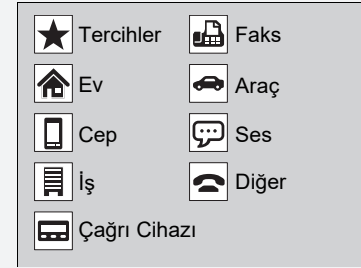 Tercihler Faks
Ev Araç
Cep Ses
İş Diğer
Çağrı Cihazı